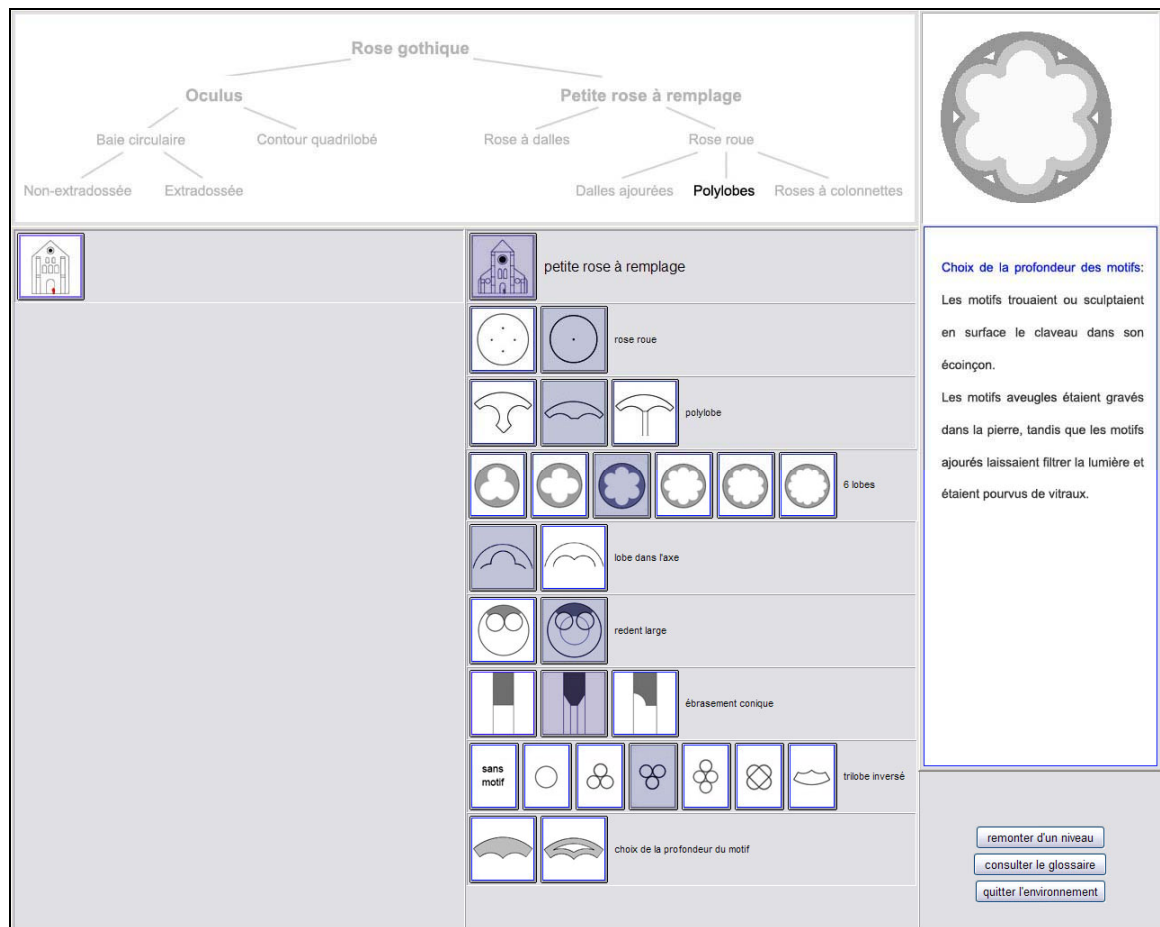 Rose gothique
Oculus
Petite rose à remplage
Baie circulaire
Contour quadrilobé
Rose à dalles
Rose roue
Non-extradossée
Extradossée
Dalles ajourées
Polylobes
Roses à colonnettes
petite rose à remplage
rose roue
polylobe
6 lobes
lobe dans l'axe
redent large
ébrasement conique
sans
motif
trilobe inversé
choix de la profondeur du motif
Choix de la profondeur des motifs:
Les motifs trouaient ou sculptaient
en surface le claveau dans son
écoinçon.
Les motifs aveugles étaient gravés
dans la pierre, tandis que les motifs
ajourés laissaient filtrer la lumière et
étaient pourvus de vitraux.
remonter d'un niveau
consulter le glossaire
quitter l'environnement